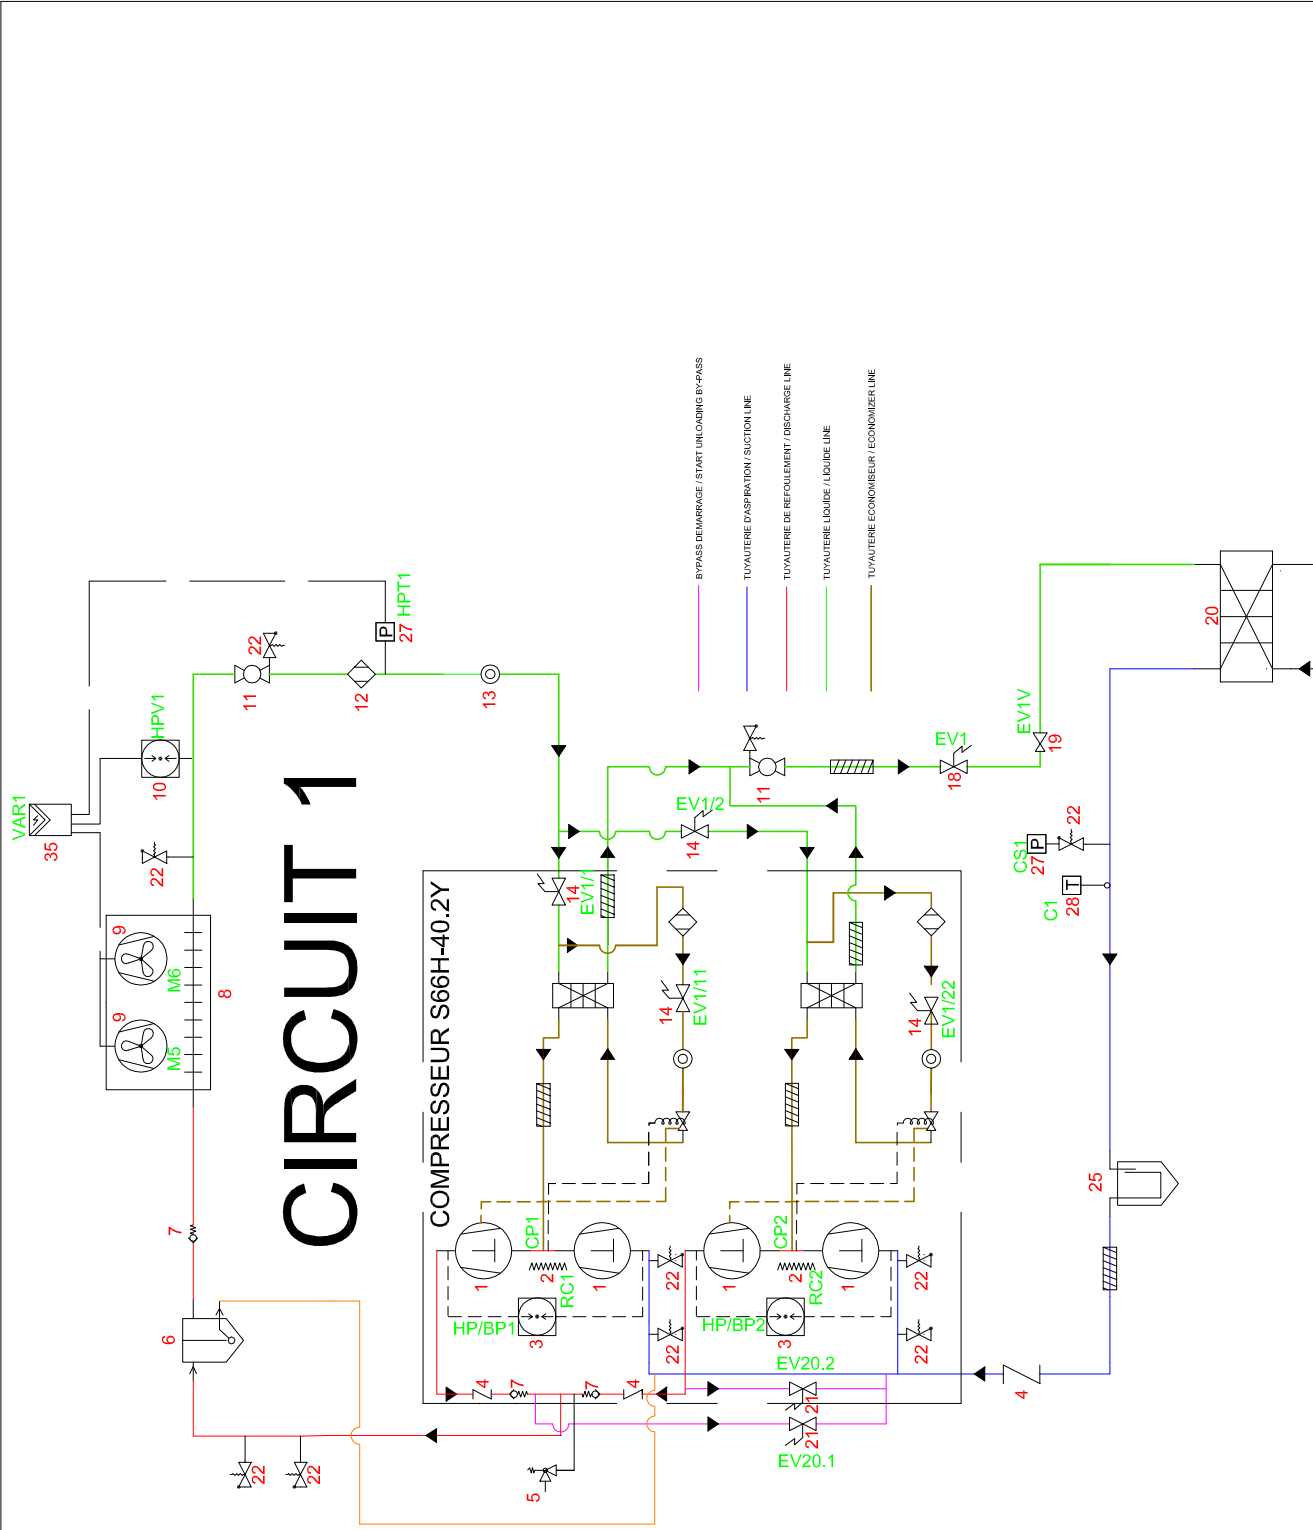 VAR1
35
HPV1
10
22
11
22
12
27
HPT1
13
9
M6
9
M5
8
7
6
CIRCUIT 1
BYPASS DEMARRAGE / START UNLOADING BY-PASS
TUYAUTERIE D'ASPIRATION / SUCTION LINE
TUYAUTERIE DE REFOULEMENT / DISCHARGE LINE
TUYAUTERIE LIQUIDE / LIQUIDE LINE
TUYAUTERIE ECONOMISEUR / ECONOMIZER LINE
COMPRESSEUR S66H-40.2Y
14
EV1/1
EV1/2
14
11
EV1
18
EV1V
19
20
22
CS1
P
27
C1
T
28
P
14
EV1/11
14
EV1/22
25
CP1
1
2
RC1
1
22
HP/BP1
3
22
CP2
1
2
RC2
1
22
HP/BP2
3
22
EV20.2
21
21
EV20.1
4
7
7
4
4
22
22
5